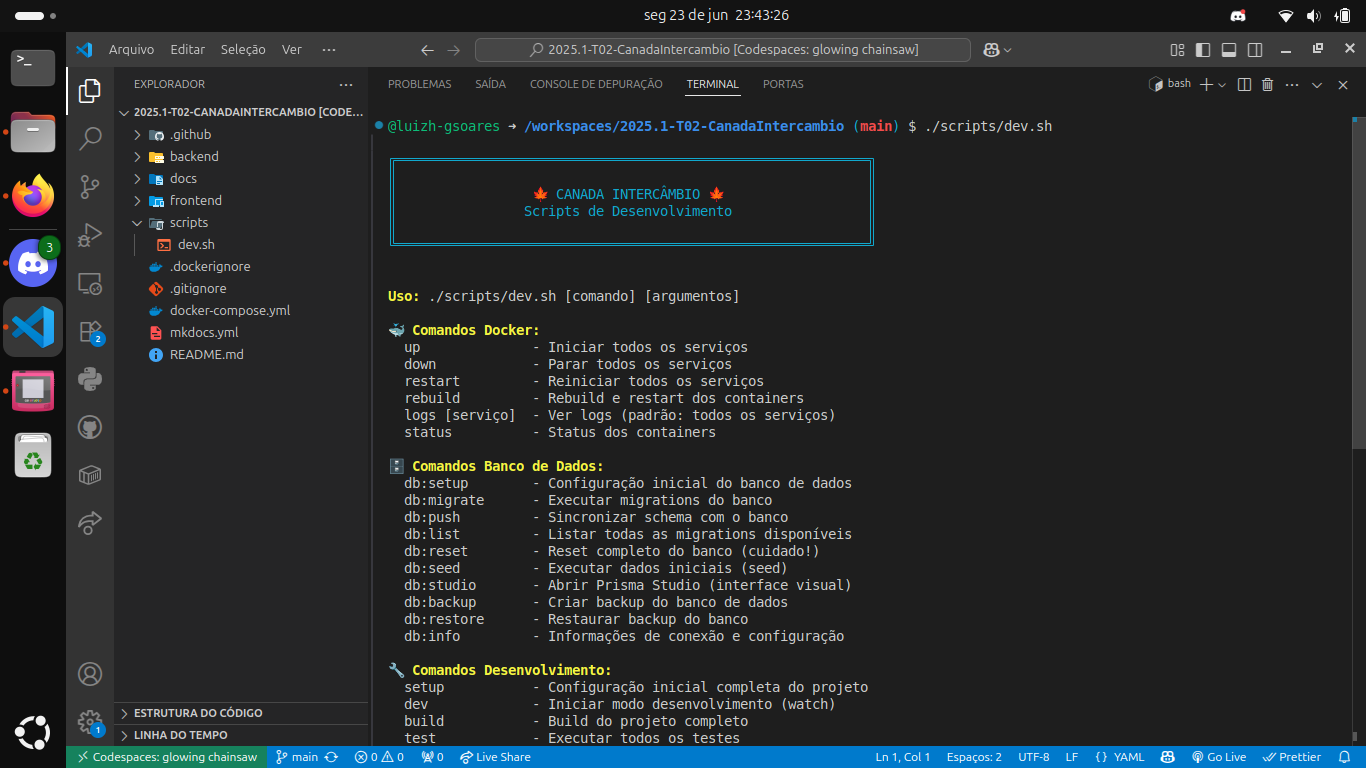 seg 23 de jun 23:43:26
Arquivo Editar Seleção Ver ···
2025.1-T02-CanadaIntercambio [Codespaces: glowing chainsaw]
EXPLORADOR ···
PROBLEMAS SAÍDA CONSOLE DE DEPURAÇÃO TERMINAL PORTAS
bash
2025.1-T02-CANADAINTERCAMBIO [CODE...
.github
backend
docs
frontend
scripts
dev.sh
.dockerignore
.gitignore
docker-compose.yml
mkdocs.yml
README.md
ESTRUTURA DO CÓDIGO
LINHA DO TEMPO
3
2
1
@luizh-gsoares → /workspaces/2025.1-T02-CanadaIntercambio (main) $ ./scripts/dev.sh
🍁 CANADA INTERCÂMBIO 🍁
Scripts de Desenvolvimento
Uso: ./scripts/dev.sh [comando] [argumentos]
🐳 Comandos Docker:
up - Iniciar todos os serviços
down - Parar todos os serviços
restart - Reiniciar todos os serviços
rebuild - Rebuild e restart dos containers
logs [serviço] - Ver logs (padrão: todos os serviços)
status - Status dos containers
🗄️ Comandos Banco de Dados:
db:setup - Configuração inicial do banco de dados
db:migrate - Executar migrations do banco
db:push - Sincronizar schema com o banco
db:list - Listar todas as migrations disponíveis
db:reset - Reset completo do banco (cuidado!)
db:seed - Executar dados iniciais (seed)
db:studio - Abrir Prisma Studio (interface visual)
db:backup - Criar backup do banco de dados
db:restore - Restaurar backup do banco
db:info - Informações de conexão e configuração
🔧 Comandos Desenvolvimento:
setup - Configuração inicial completa do projeto
dev - Iniciar modo desenvolvimento (watch)
build - Build do projeto completo
test - Executar todos os testes
Codespaces: glowing chainsaw main 0 0 0 Live Share Ln 1, Col 1 Espaços: 2 UTF-8 LF {} YAML Go Live Prettier